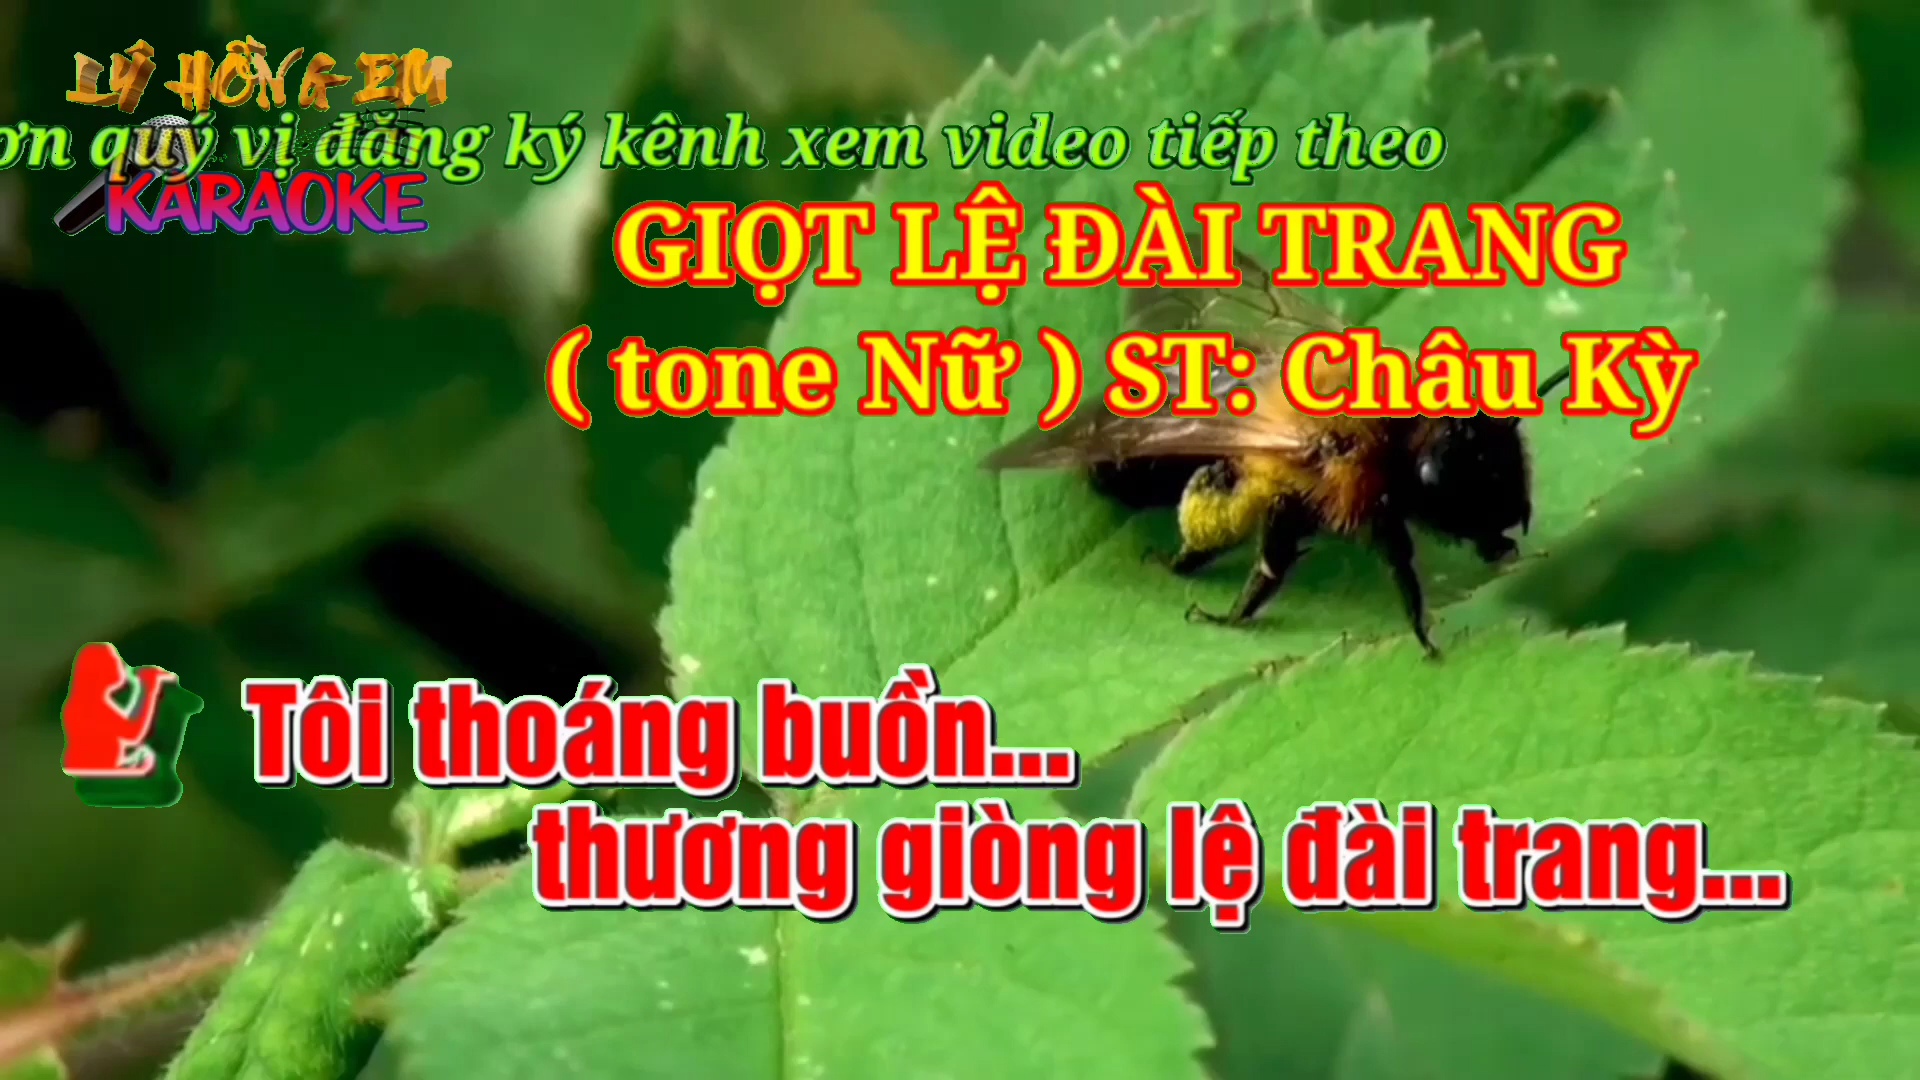 LÝ HỒNG EM
ơn quý vị đăng ký kênh xem video tiếp theo
KARAOKE
GIỌT LỆ ĐÀI TRANG
( tone Nữ ) ST: Châu Kỳ
Tôi thoáng buồn...
thương giòng lệ đài trang...